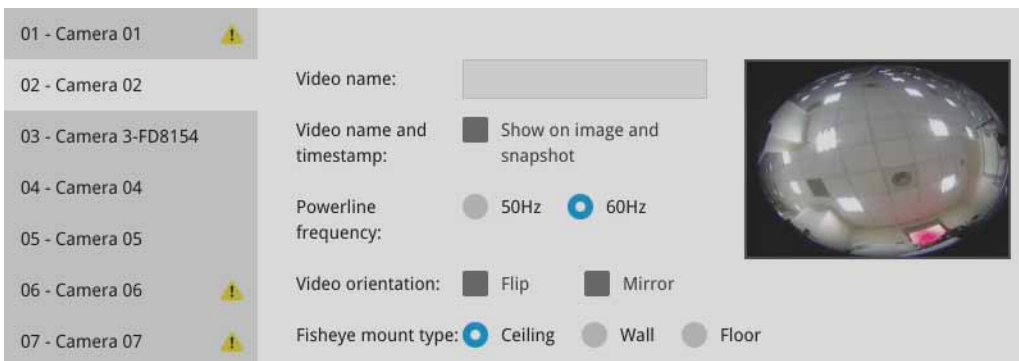 01 - Camera 01
02 - Camera 02
03 - Camera 3-FD8154
04 - Camera 04
05 - Camera 05
06 - Camera 06
07 - Camera 07
Video name:
Video name and
timestamp:
Show on image and
snapshot
Powerline
frequency:
50Hz
60Hz
Video orientation:
Flip
Mirror
Fisheye mount type:
Ceiling
Wall
Floor